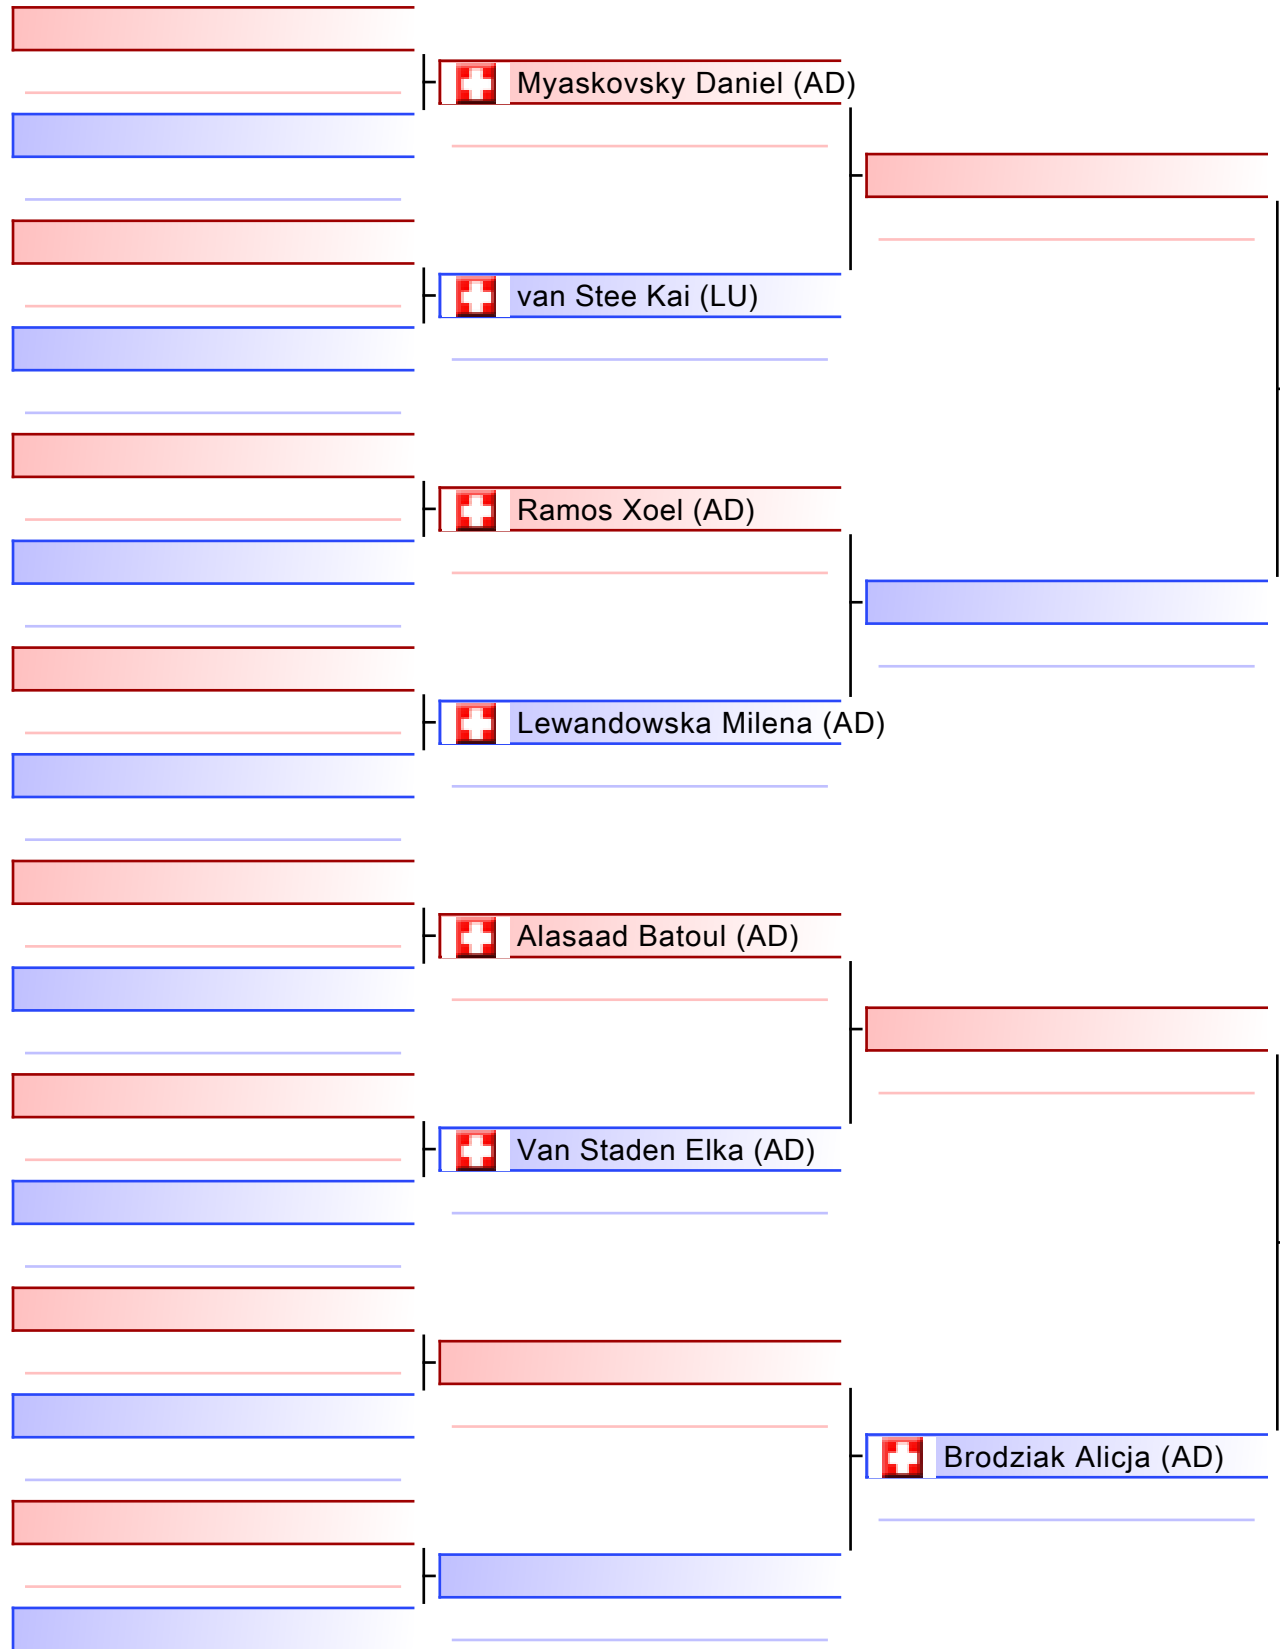 Myaskovsky Daniel (AD)
van Stee Kai (LU)
Ramos Xoel (AD)
Lewandowska Milena (AD)
Alasaad Batoul (AD)
Van Staden Elka (AD)
Brodziak Alicja (AD)